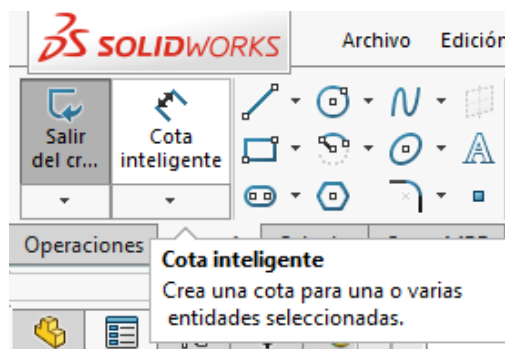 SOLIDWORKS
Archivo Edición
Salir
del cr...
Cota
inteligente
Operaciones
Cota inteligente
Crea una cota para una o varias
entidades seleccionadas.